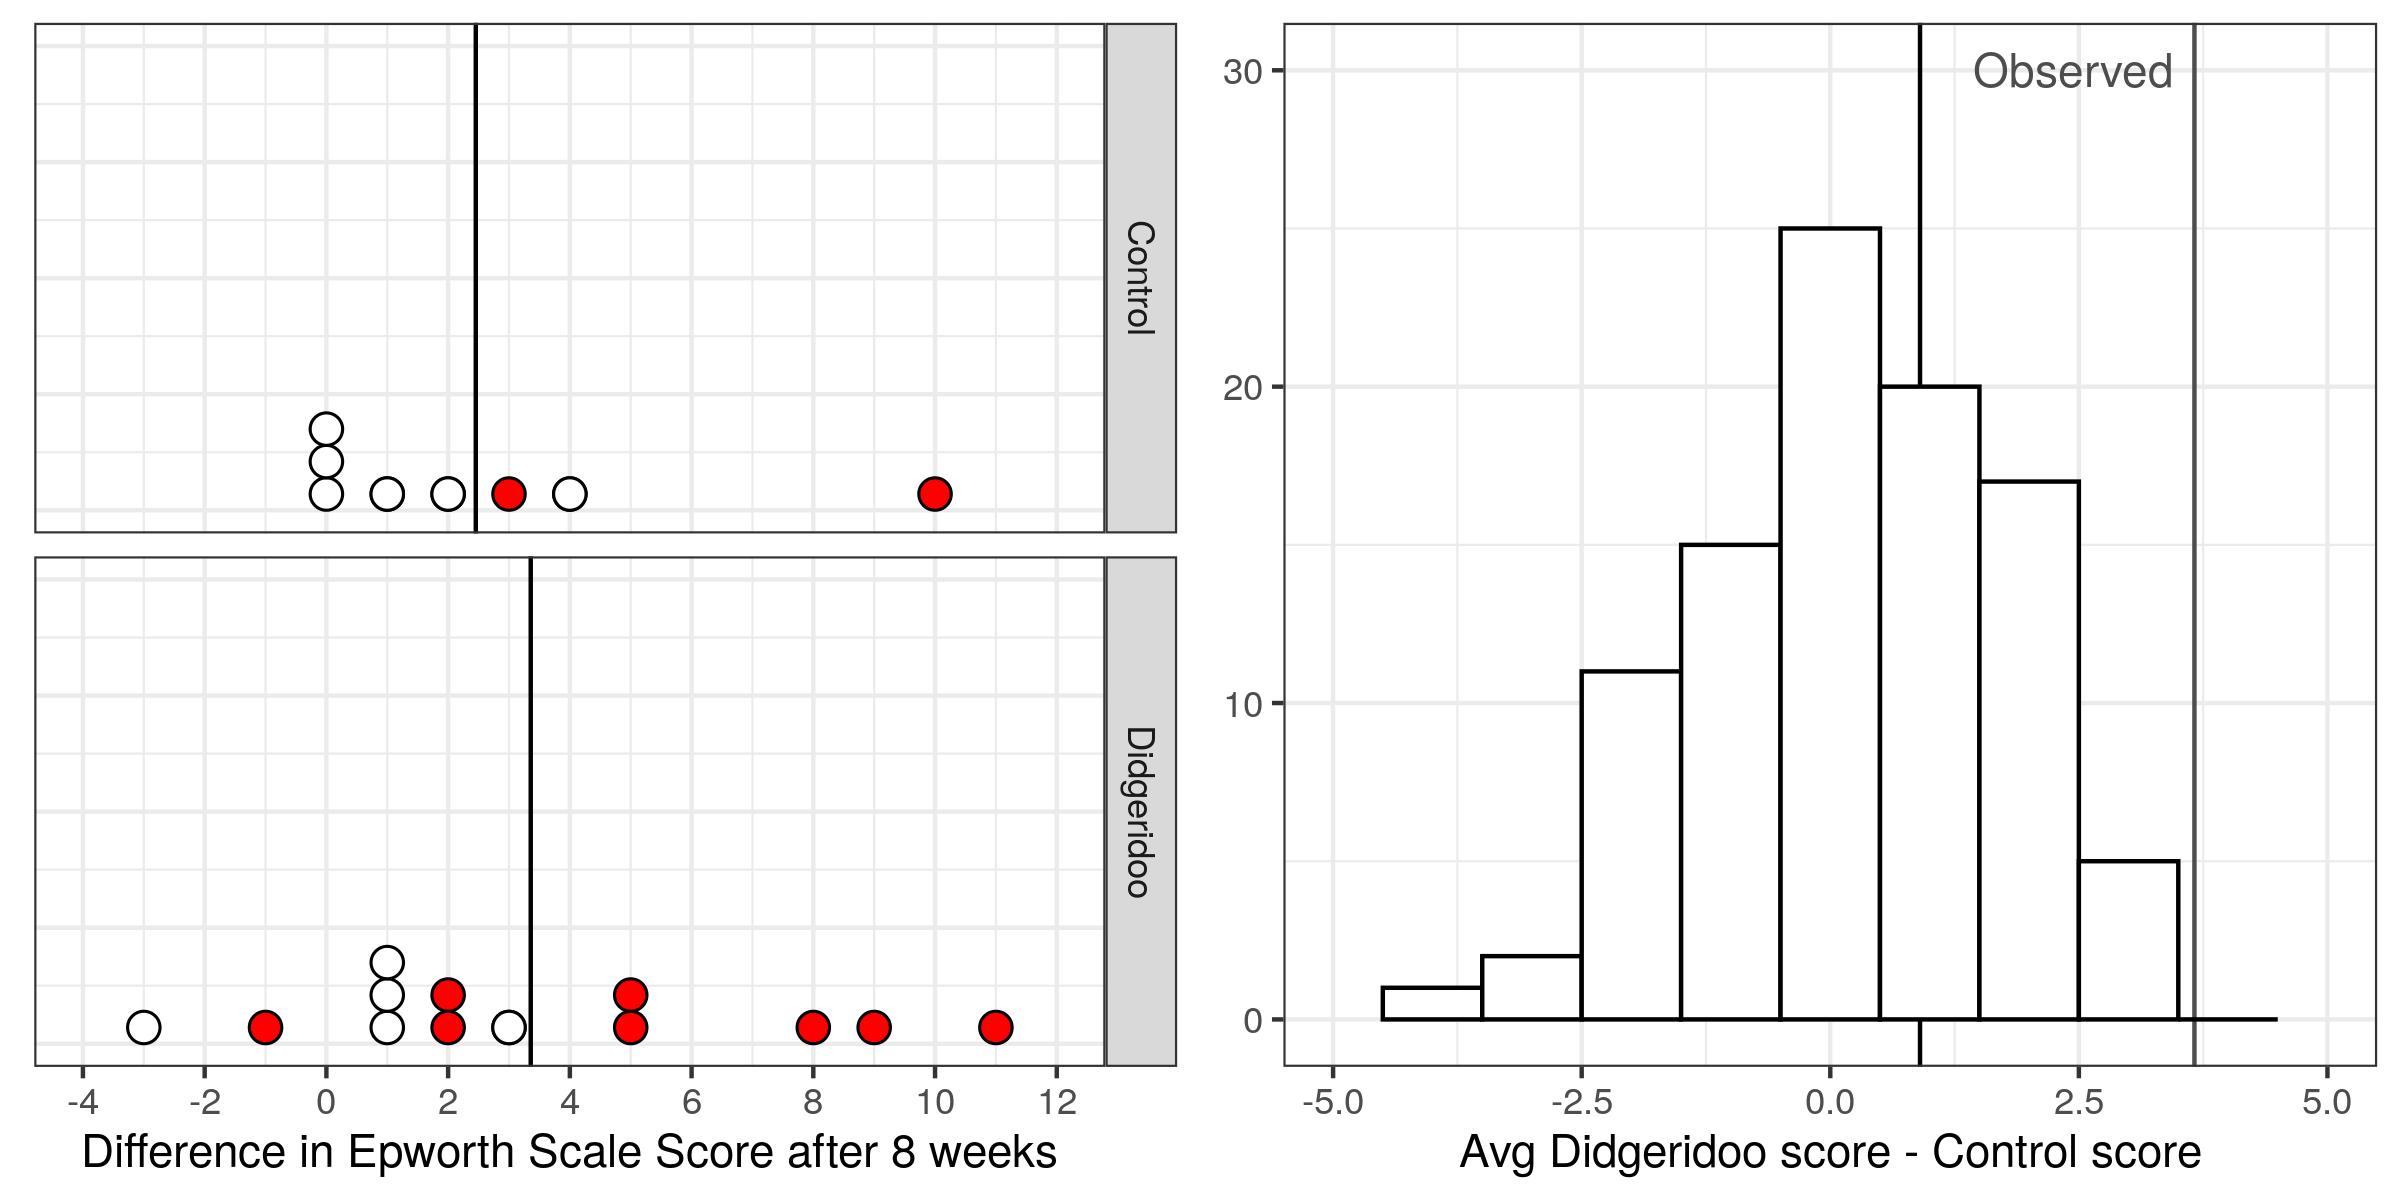 Control
Didgeridoo
-4 -2 0 2 4 6 8 10 12
Difference in Epworth Scale Score after 8 weeks
Observed
30
20
10
0
-5.0 -2.5 0.0 2.5 5.0
Avg Didgeridoo score - Control score